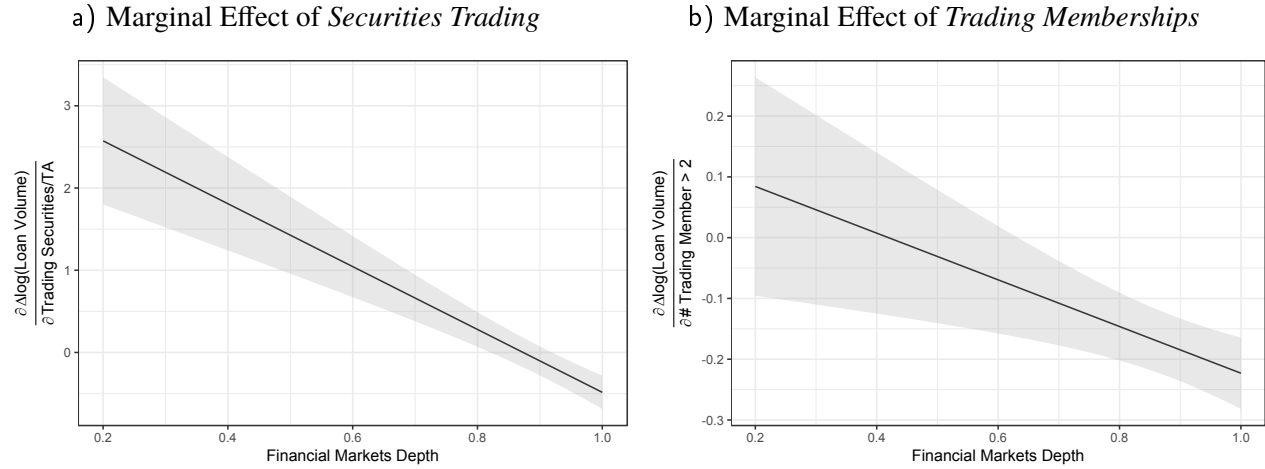 a) Marginal Effect of Securities Trading
∂Δlog(Loan Volume)
∂Trading Securities/TA
3
2
1
0
0.2 0.4 0.6 0.8 1.0
Financial Markets Depth
b) Marginal Effect of Trading Memberships
∂Δlog(Loan Volume)
∂# Trading Member > 2
0.2
0.1
0.0
-0.1
-0.2
-0.3
0.2 0.4 0.6 0.8 1.0
Financial Markets Depth